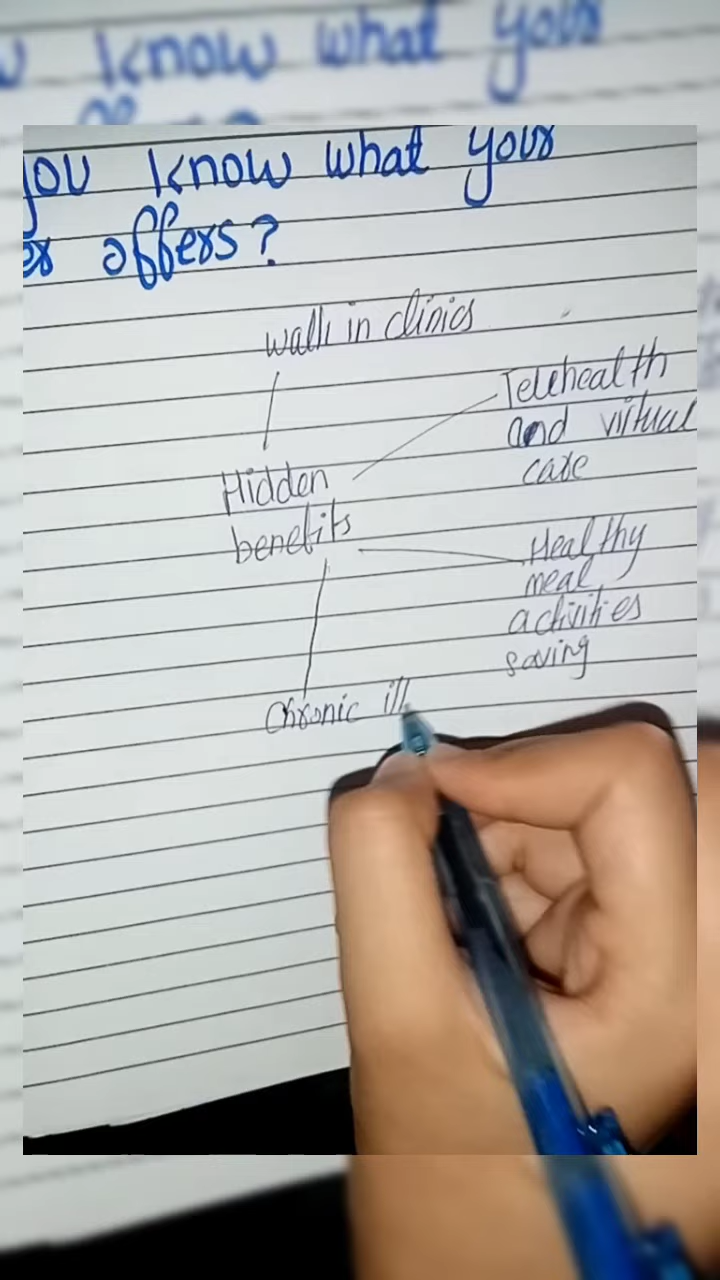 you know what your
er offers?
walk in clinics
Telehealth
and virtual
care
Hidden
benefits
Healthy
meal
activities
saving
Chronic ill